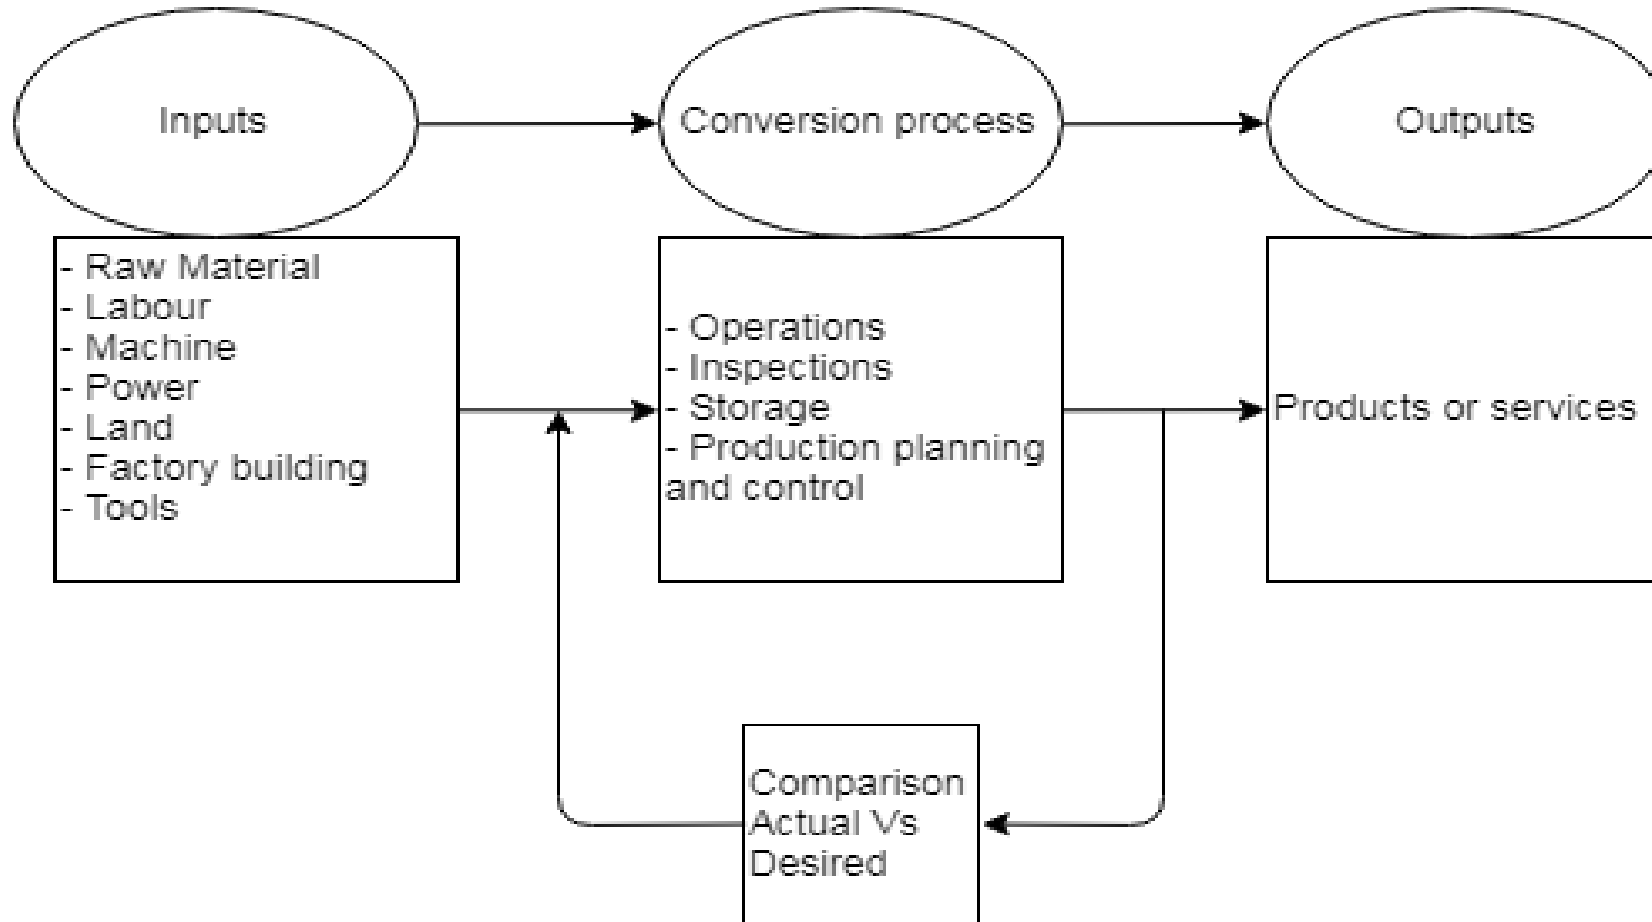 Inputs
Conversion process
Outputs
- Raw Material
- Labour
- Machine
- Power
- Land
- Factory building
- Tools
- Operations
- Inspections
- Storage
- Production planning
and control
Products or services
Comparison
Actual Vs
Desired